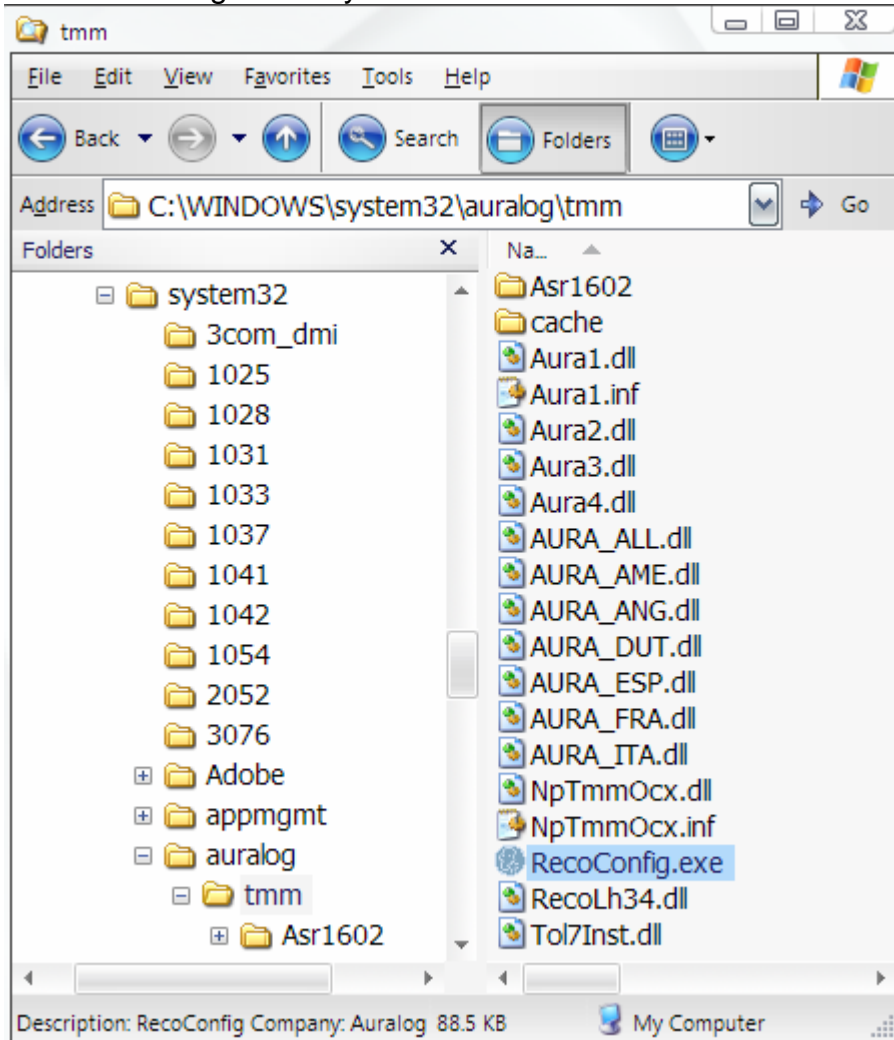 tmm
File Edit View Favorites Tools Help
Back Search Folders
Address C:\WINDOWS\system32\auralog\tmm Go
Folders x
system32
3com_dmi
1025
1028
1031
1033
1037
1041
1042
1054
2052
3076
Adobe
appmgmt
auralog
tmm
Asr1602
Na...
Asr1602
cache
Aura1.dll
Aura1.inf
Aura2.dll
Aura3.dll
Aura4.dll
AURA_ALL.dll
AURA_AME.dll
AURA_ANG.dll
AURA_DUT.dll
AURA_ESP.dll
AURA_FRA.dll
AURA_ITA.dll
NpTmmOcx.dll
NpTmmOcx.inf
RecoConfig.exe
RecoLh34.dll
Tol7Inst.dll
Description: RecoConfig Company: Auralog 88.5 KB My Computer